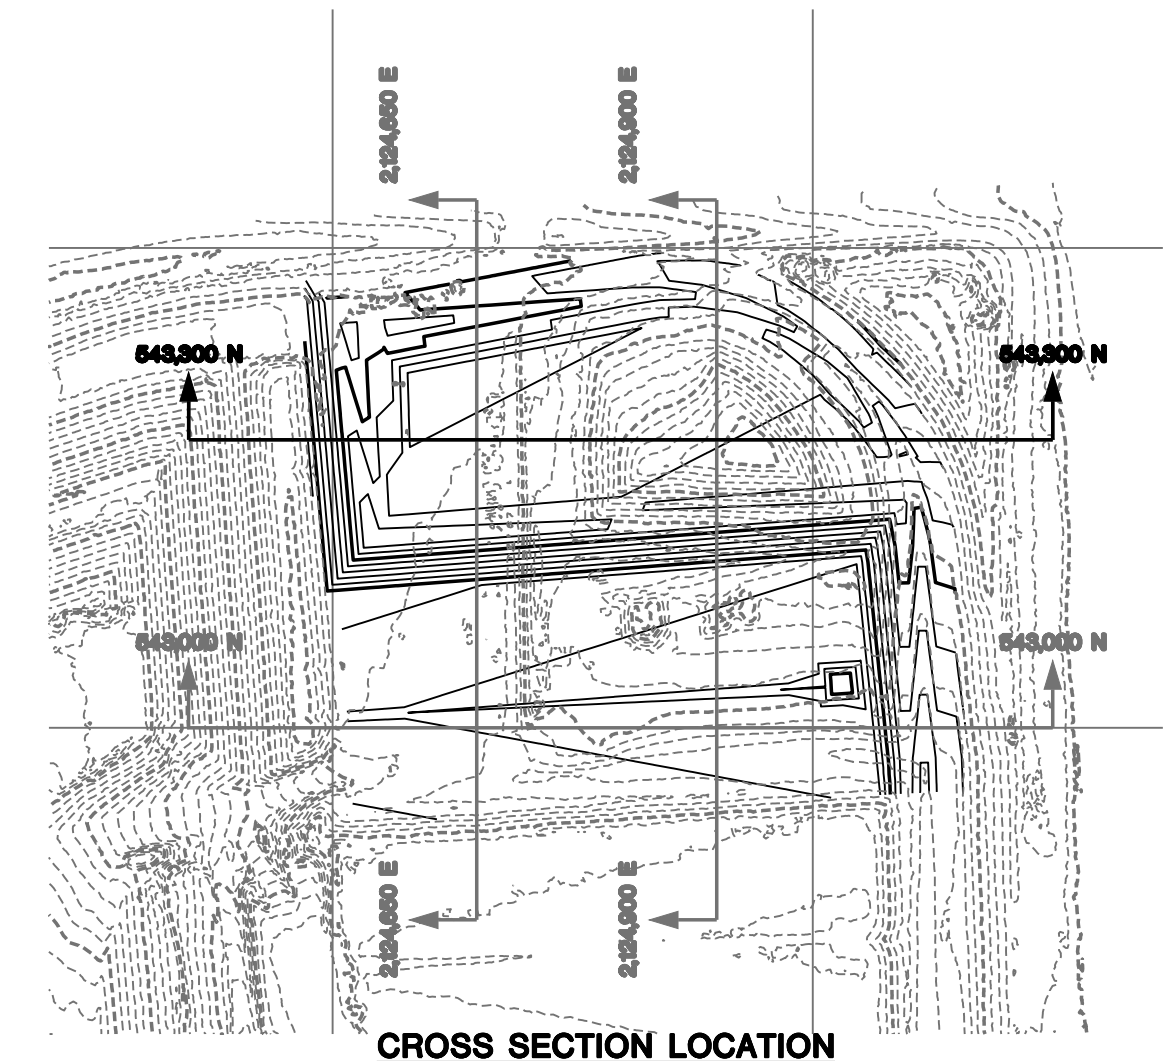 2,124,650 E
2,124,900 E
543,300 N
543,300 N
543,000 N
543,000 N
2,124,650 E
2,124,900 E
CROSS SECTION LOCATION